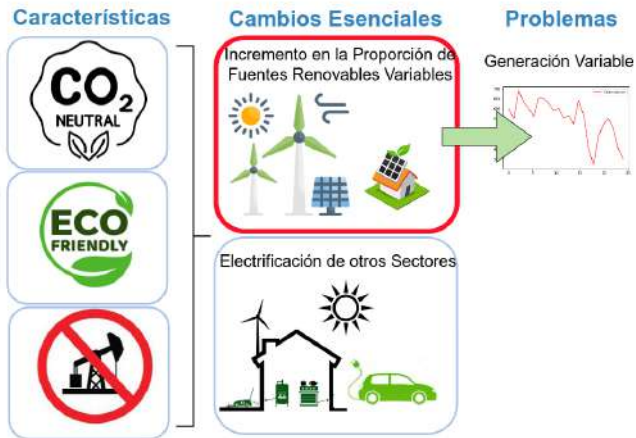 Características
Cambios Esenciales
Problemas
CO2
NEUTRAL
ECO
FRIENDLY
Incremento en la Proporción de
Fuentes Renovables Variables
Electrificación de otros Sectores
Generación Variable